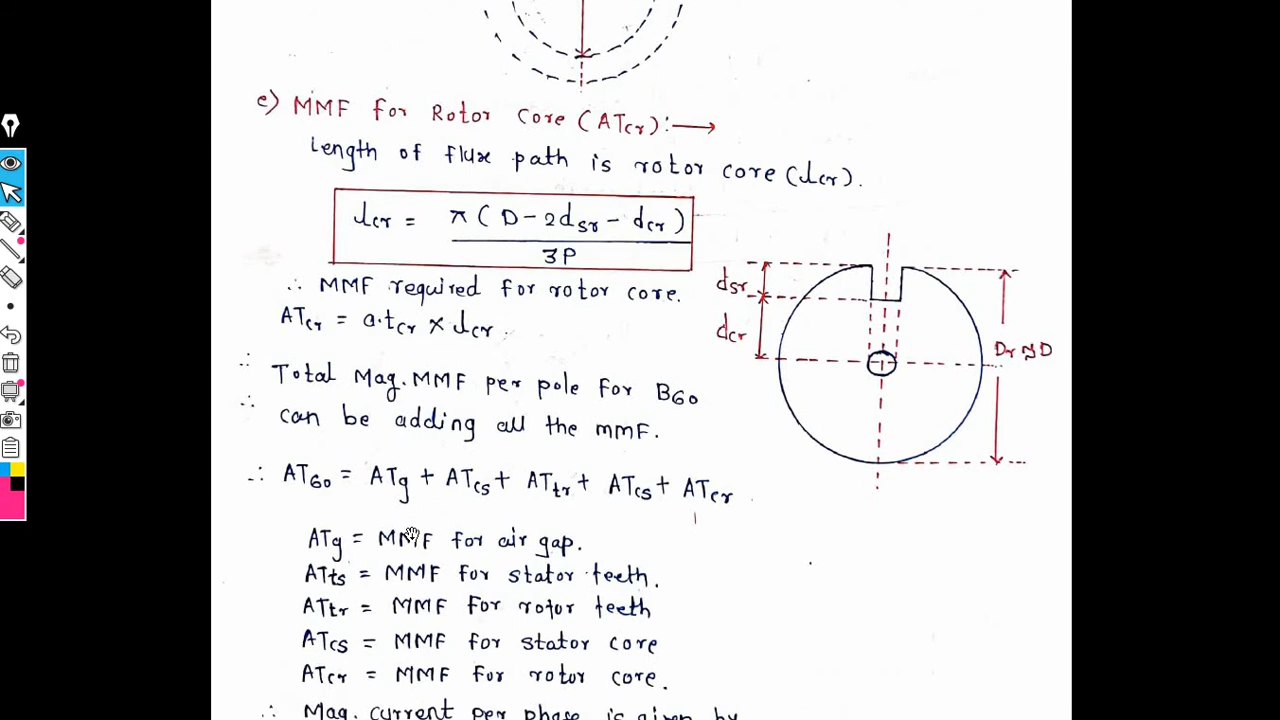 e) MMF for Rotor core (ATcr):→
Length of flux path is rotor core (lcr).
lcr = π ( D - 2dsr - dcr )
3P
∴ MMF required for rotor core.
ATcr = a.tcr × lcr.
∴ Total Mag. MMF per pole for B60
∴ can be adding all the mmF.
∴ AT60 = ATg + ATcs + ATtr + ATcs + ATcr
ATg = MMF for air gap.
ATts = MMF for stator teeth.
ATtr = MMF for rotor teeth
ATcs = MMF for stator core
ATcr = MMF for rotor core.
∴ Mag. current per phase is given by
dsr
dcr
Dr ≈ D